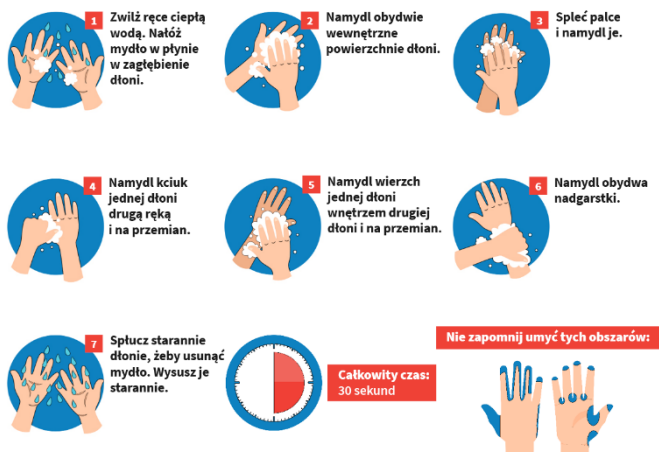 1
Zwilż ręce ciepłą
wodą. Nałóż
mydło w płynie
w zagłębienie
dłoni.
2
Namydl obydwie
wewnętrzne
powierzchnie dłoni.
3
Spleć palce
i namydl je.
4
Namydl kciuk
jednej dłoni
drugą ręką
i na przemian.
5
Namydl wierzch
jednej dłoni
wnętrzem drugiej
dłoni i na przemian.
6
Namydl obydwa
nadgarstki.
7
Spłucz starannie
dłonie, żeby usunąć
mydło. Wysusz je
starannie.
Całkowity czas:
30 sekund
Nie zapomnij umyć tych obszarów: